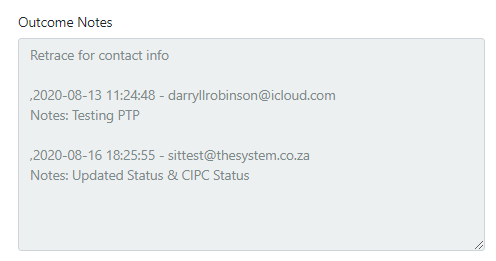 Outcome Notes
Retrace for contact info
,2020-08-13 11:24:48 - darryllrobinson@icloud.com
Notes: Testing PTP
,2020-08-16 18:25:55 - sittest@thesystem.co.za
Notes: Updated Status & CIPC Status